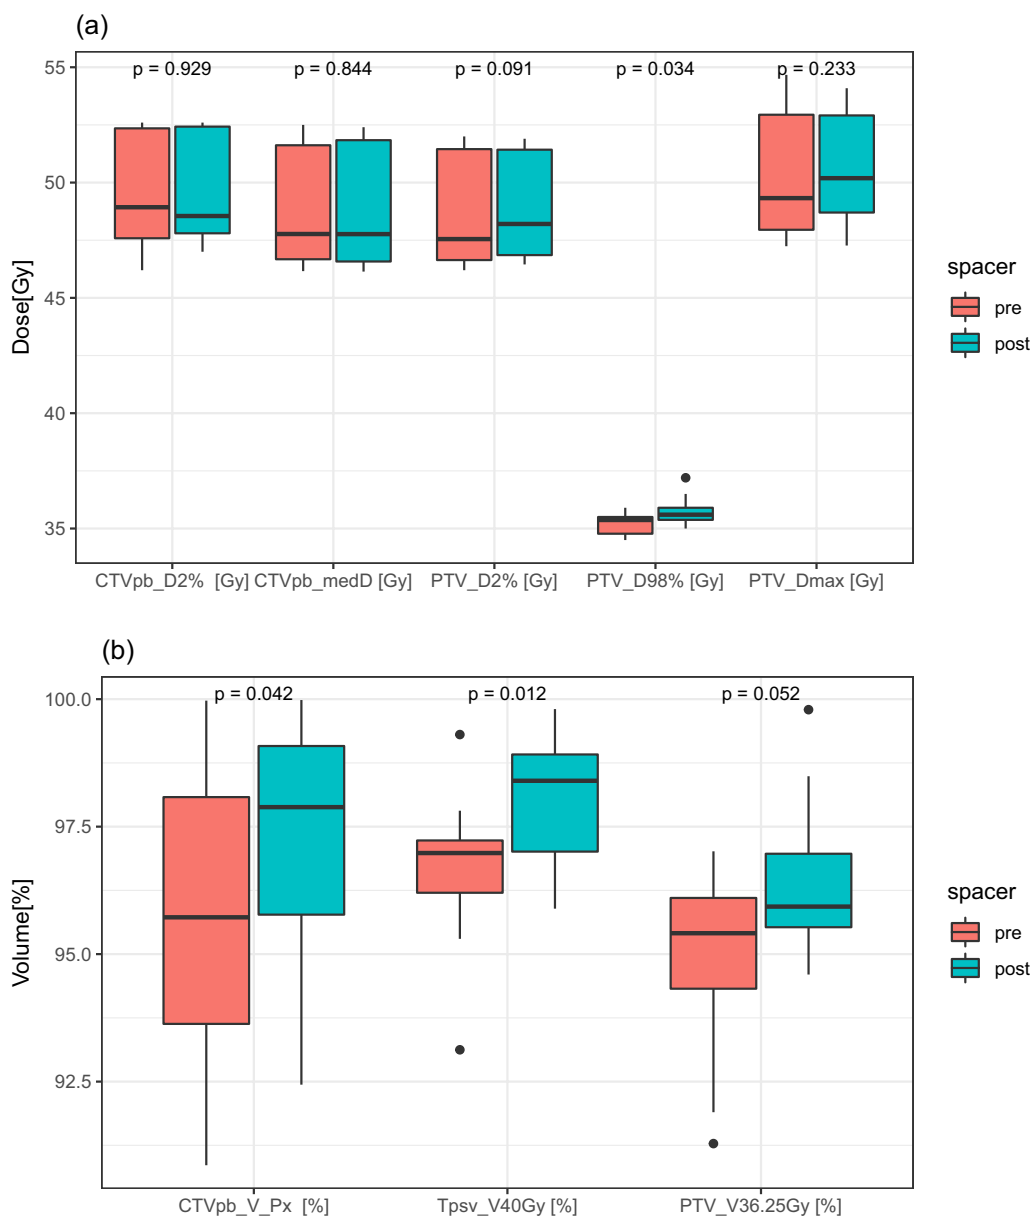 (a)
55
p = 0.929 p = 0.844 p = 0.091 p = 0.034 p = 0.233
50
45
40
35
Dose[Gy]
CTVpb_D2%  [Gy] CTVpb_medD [Gy] PTV_D2% [Gy] PTV_D98% [Gy] PTV_Dmax [Gy]
spacer
pre
post
(b)
100.0
p = 0.042 p = 0.012 p = 0.052
97.5
95.0
92.5
Volume[%]
CTVpb_V_Px  [%] Tpsv_V40Gy [%] PTV_V36.25Gy [%]
spacer
pre
post